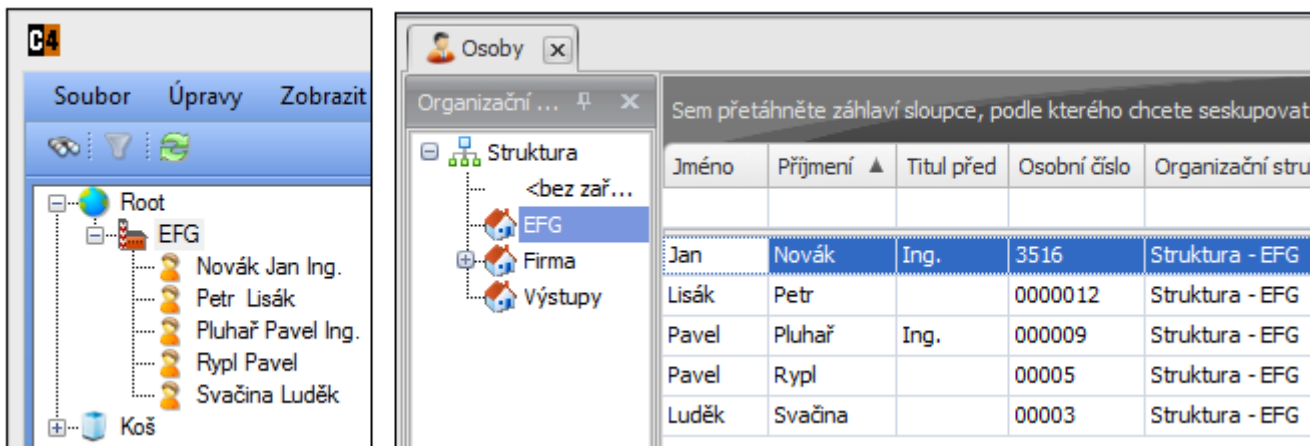 C4
Soubor Úpravy Zobrazit
Root
EFG
Novák Jan Ing.
Petr Lisák
Pluhař Pavel Ing.
Rypl Pavel
Svačina Luděk
Koš
Osoby
Organizační ...
Struktura
<bez zař...
EFG
Firma
Výstupy
Sem přetáhněte záhlaví sloupce, podle kterého chcete seskupovat
Jméno Příjmení Titul před Osobní číslo Organizační stru
Jan Novák Ing. 3516 Struktura - EFG
Lisák Petr 0000012 Struktura - EFG
Pavel Pluhař Ing. 000009 Struktura - EFG
Pavel Rypl 00005 Struktura - EFG
Luděk Svačina 00003 Struktura - EFG